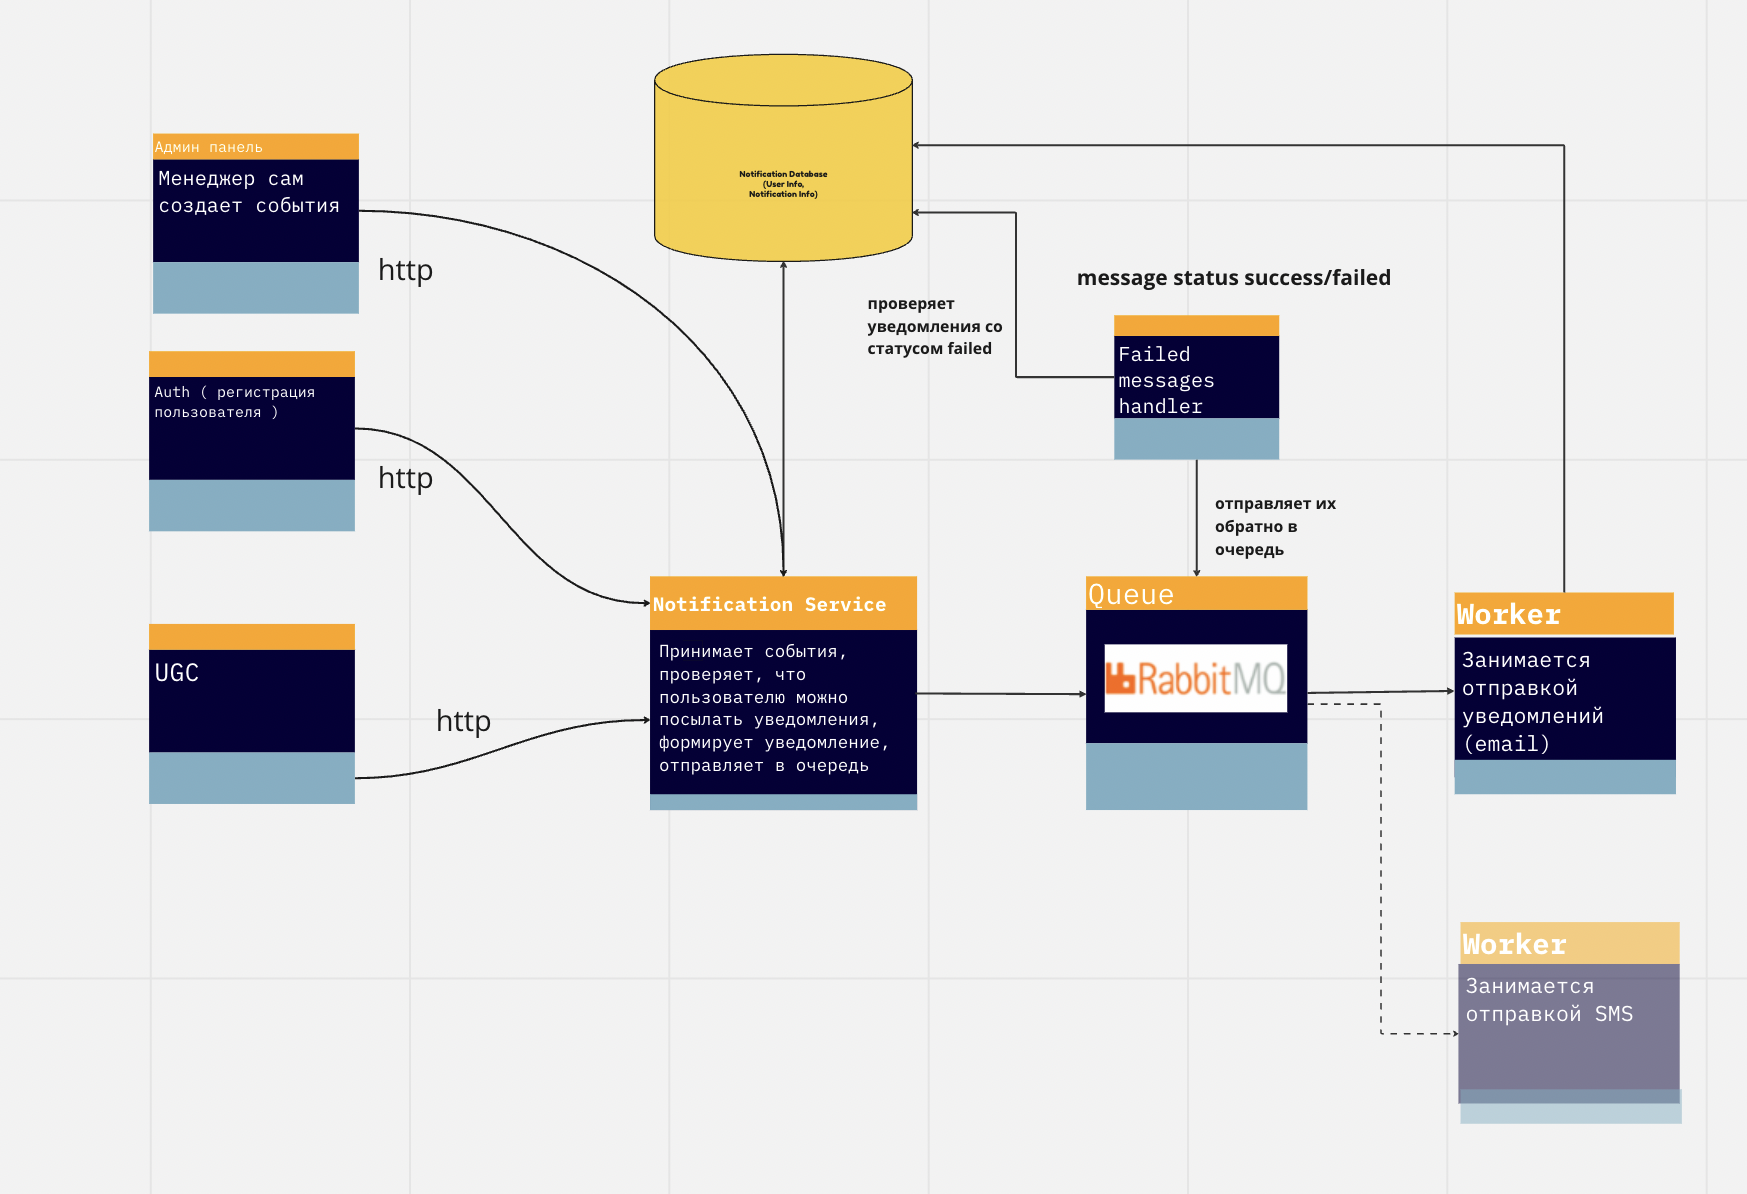 Notification Database
(User Info,
Notification Info)
Админ панель
Менеджер сам
создает события
http
message status success/failed
проверяет
уведомления со
статусом failed
Failed
messages
handler
Auth ( регистрация
пользователя )
http
отправляет их
обратно в
очередь
Notification Service
Принимает события,
проверяет, что
пользователю можно
посылать уведомления,
формирует уведомление,
отправляет в очередь
Queue
RabbitMQ
Worker
Занимается
отправкой
уведомлений
(email)
UGC
http
Worker
Занимается
отправкой SMS